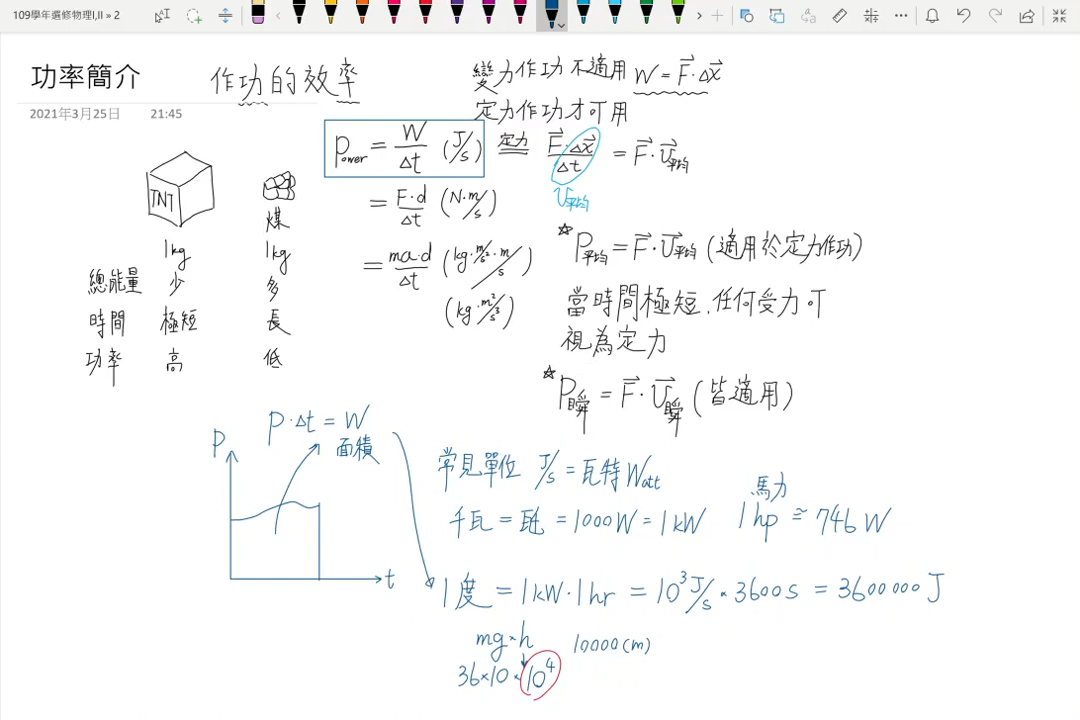 109學年選修物理I,II » 2
功率簡介
作功的效率
2021年3月25日 21:45
變力作功不適用 W = F⃗·Δx⃗
定力作功才可用
Power = W/Δt (J/s) 定力 F⃗·Δx⃗/Δt = F⃗·V⃗平均
V平均
= F·d/Δt (N·m/s)
= ma·d/Δt (kg·m/s²·m/s)
(kg·m²/s³)
TNT
煤
1kg 1kg
總能量 少 多
時間 極短 長
功率 高 低
☆P平均 = F⃗·V⃗平均 (適用於定力作功)
當時間極短,任何受力可
視為定力
☆P瞬 = F⃗·V⃗瞬 (皆適用)
P·Δt = W
面積
P
t
常見單位 J/s = 瓦特 Watt
千瓦 = 瓩 = 1000W = 1kW
馬力
1hp ≅ 746W
1度 = 1kW·1hr = 10³ J/s × 3600s = 3600000J
mg×h 10000(m)
36×10×10⁴